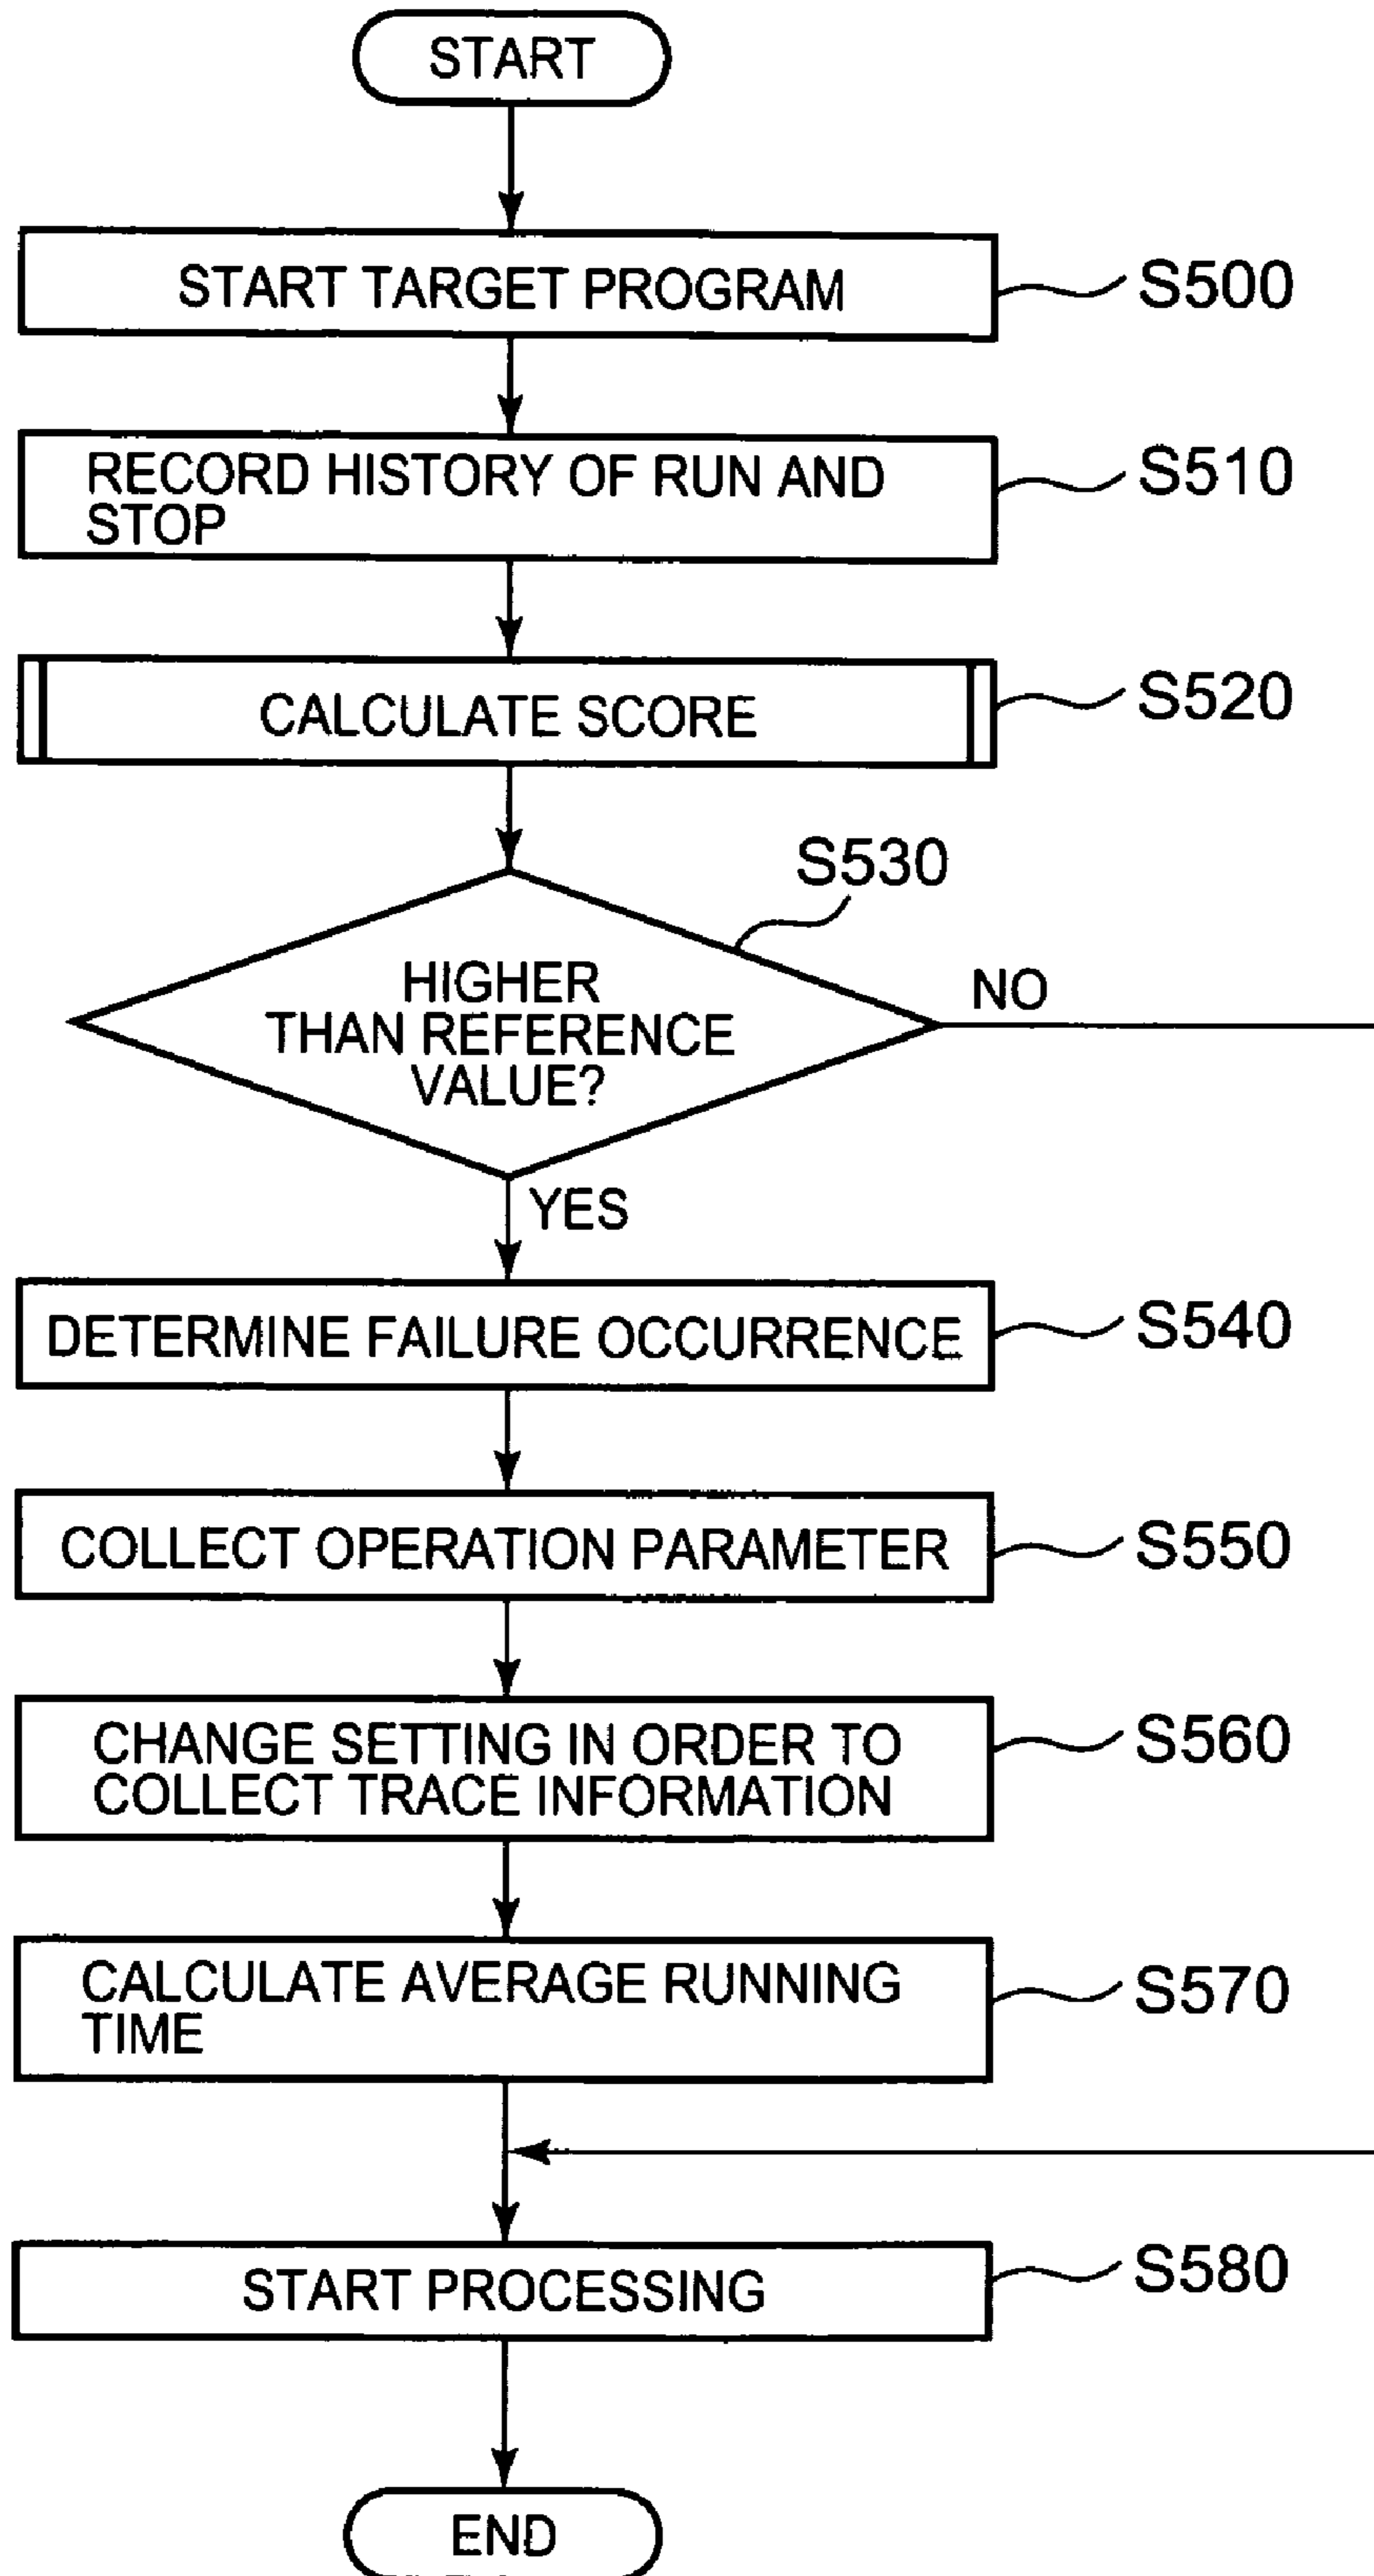 START
START TARGET PROGRAM
S500
RECORD HISTORY OF RUN AND
STOP
S510
CALCULATE SCORE
S520
S530
HIGHER
THAN REFERENCE
VALUE?
NO
YES
DETERMINE FAILURE OCCURRENCE
S540
COLLECT OPERATION PARAMETER
S550
CHANGE SETTING IN ORDER TO
COLLECT TRACE INFORMATION
S560
CALCULATE AVERAGE RUNNING
TIME
S570
START PROCESSING
S580
END